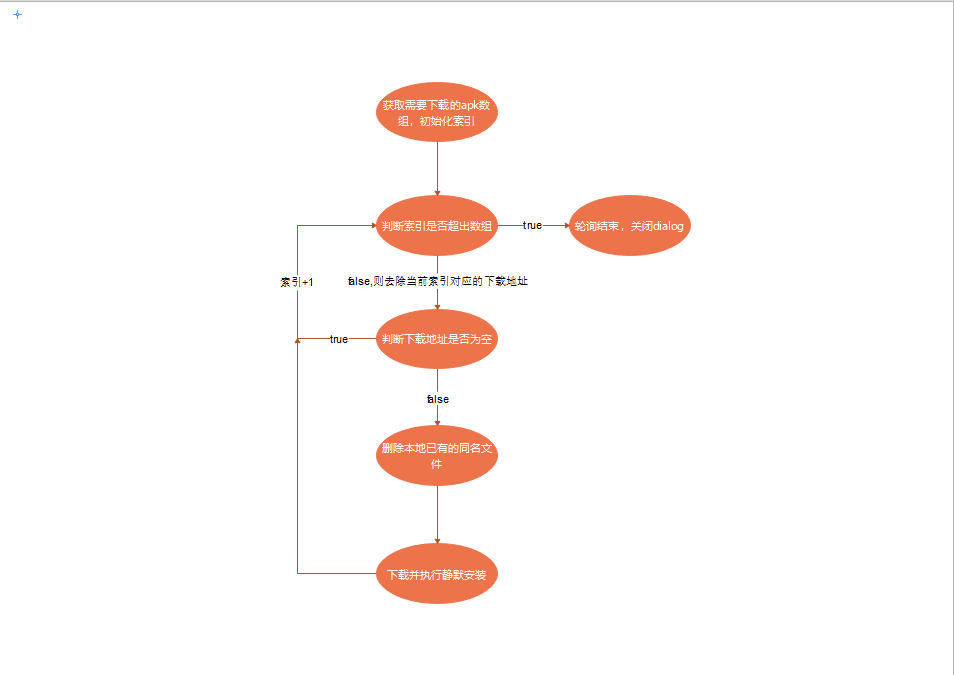 获取需要下载的apk数
组，初始化索引
判断索引是否超出数组
true
轮询结束，关闭dialog
索引+1
false,则去除当前索引对应的下载地址
true
判断下载地址是否为空
false
删除本地已有的同名文
件
下载并执行静默安装